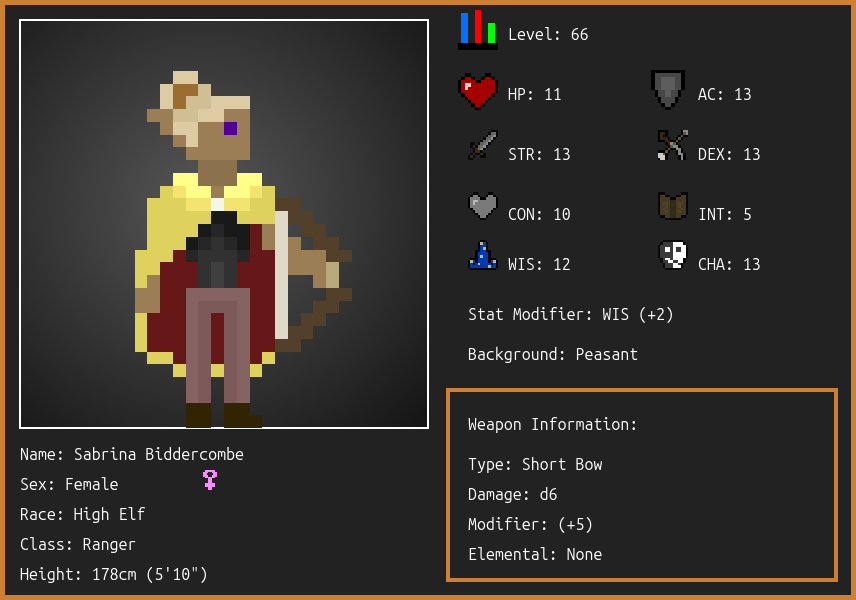 Level: 66
HP: 11
AC: 13
STR: 13
DEX: 13
CON: 10
INT: 5
WIS: 12
CHA: 13
Stat Modifier: WIS (+2)
Background: Peasant
Weapon Information:
Type: Short Bow
Damage: d6
Modifier: (+5)
Elemental: None
Name: Sabrina Biddercombe
Sex: Female
Race: High Elf
Class: Ranger
Height: 178cm (5'10")